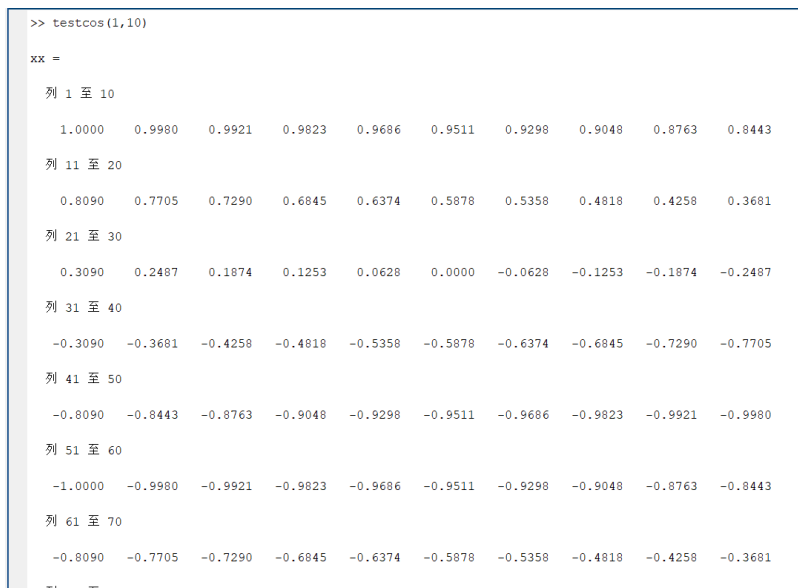 >> testcos(1,10)
xx =
列 1 至 10
1.0000 0.9980 0.9921 0.9823 0.9686 0.9511 0.9298 0.9048 0.8763 0.8443
列 11 至 20
0.8090 0.7705 0.7290 0.6845 0.6374 0.5878 0.5358 0.4818 0.4258 0.3681
列 21 至 30
0.3090 0.2487 0.1874 0.1253 0.0628 0.0000 -0.0628 -0.1253 -0.1874 -0.2487
列 31 至 40
-0.3090 -0.3681 -0.4258 -0.4818 -0.5358 -0.5878 -0.6374 -0.6845 -0.7290 -0.7705
列 41 至 50
-0.8090 -0.8443 -0.8763 -0.9048 -0.9298 -0.9511 -0.9686 -0.9823 -0.9921 -0.9980
列 51 至 60
-1.0000 -0.9980 -0.9921 -0.9823 -0.9686 -0.9511 -0.9298 -0.9048 -0.8763 -0.8443
列 61 至 70
-0.8090 -0.7705 -0.7290 -0.6845 -0.6374 -0.5878 -0.5358 -0.4818 -0.4258 -0.3681